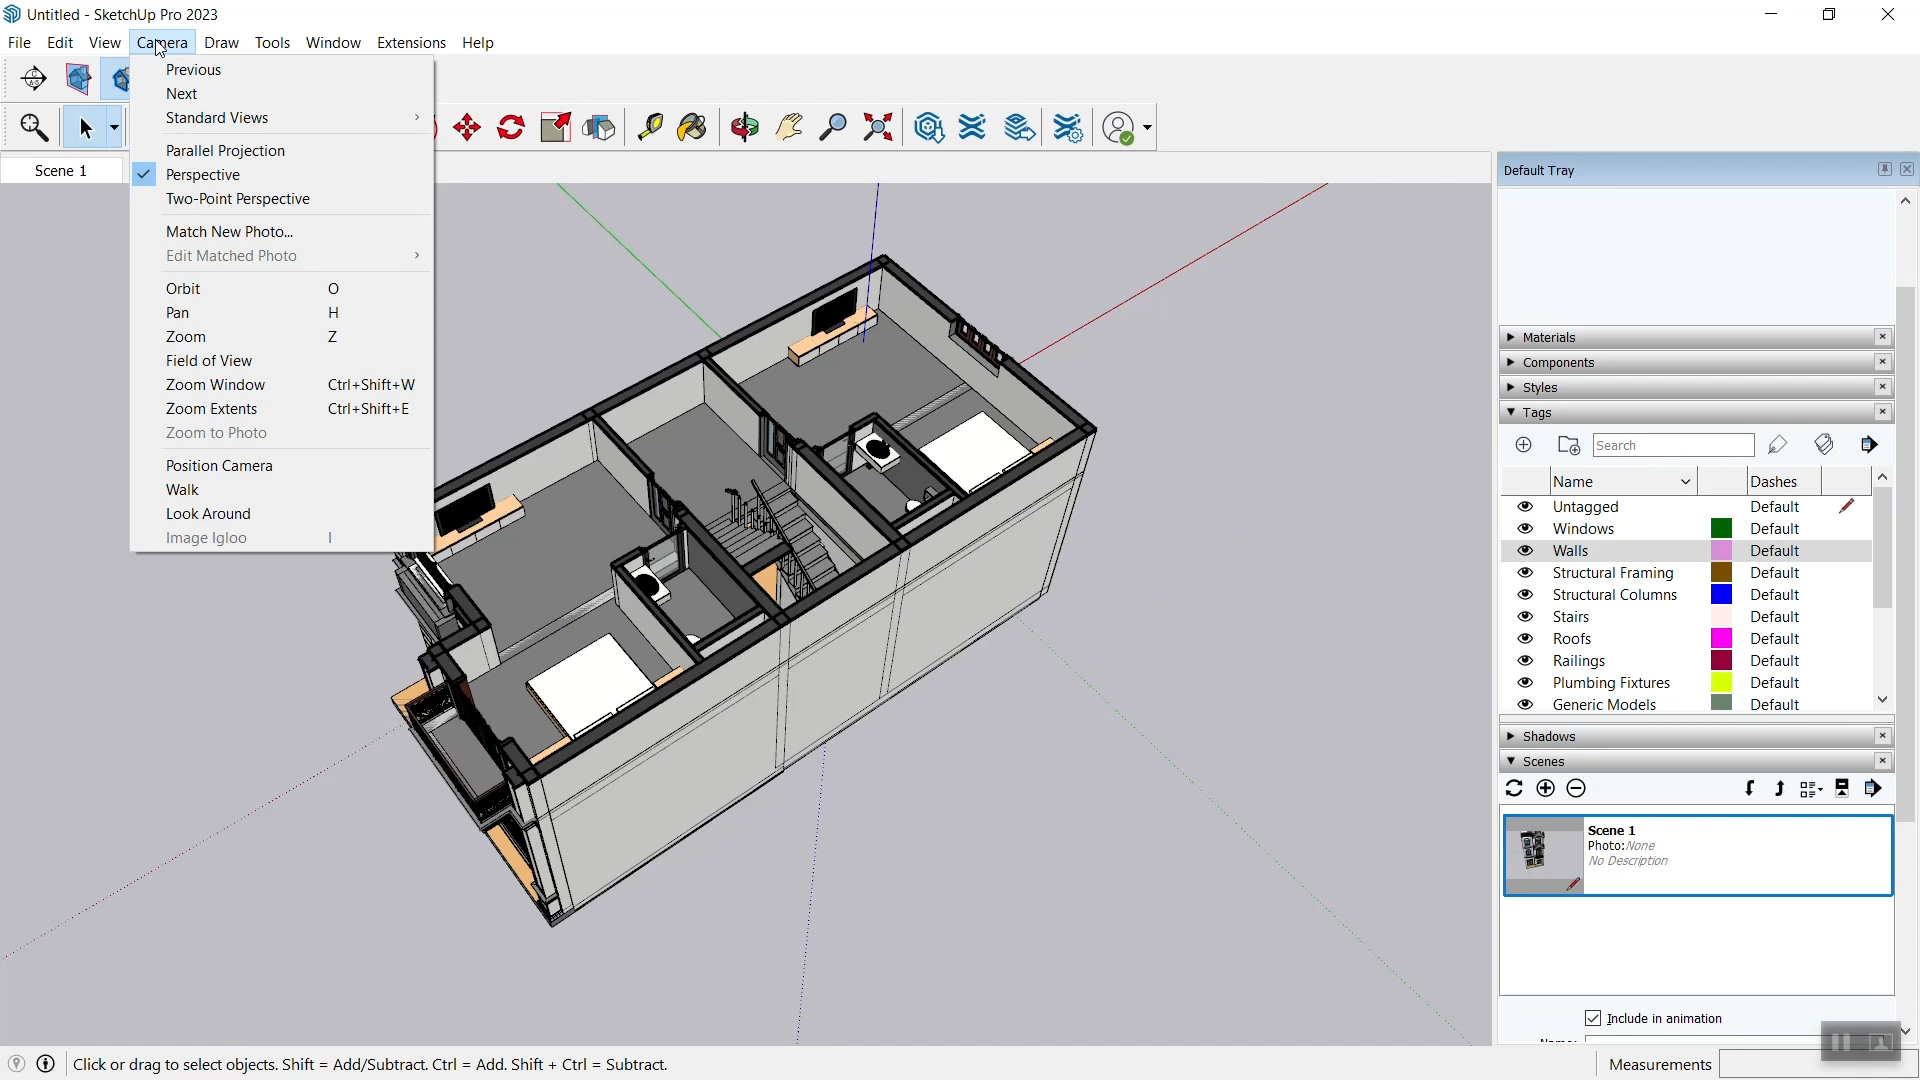 Untitled - SketchUp Pro 2023
File Edit View Camera Draw Tools Window Extensions Help
Previous
Next
Standard Views
Parallel Projection
Perspective
Two-Point Perspective
Match New Photo...
Edit Matched Photo
Orbit O
Pan H
Zoom Z
Field of View
Zoom Window Ctrl+Shift+W
Zoom Extents Ctrl+Shift+E
Zoom to Photo
Position Camera
Walk
Look Around
Image Igloo I
Scene 1
Default Tray
Materials
Components
Styles
Tags
Search
Name Dashes
Untagged Default
Windows Default
Walls Default
Structural Framing Default
Structural Columns Default
Stairs Default
Roofs Default
Railings Default
Plumbing Fixtures Default
Generic Models Default
Shadows
Scenes
Scene 1
Photo:None
No Description
Include in animation
Click or drag to select objects. Shift = Add/Subtract. Ctrl = Add. Shift + Ctrl = Subtract.
Measurements